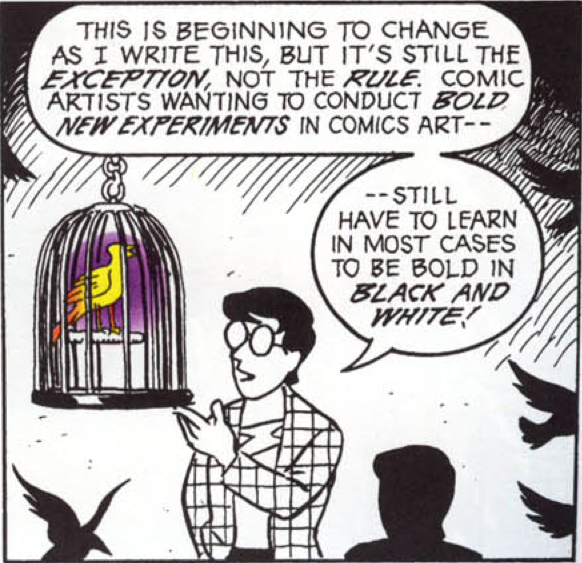 THIS IS BEGINNING TO CHANGE
AS I WRITE THIS, BUT IT'S STILL THE
EXCEPTION, NOT THE RULE. COMIC
ARTISTS WANTING TO CONDUCT BOLD
NEW EXPERIMENTS IN COMICS ART--
--STILL
HAVE TO LEARN
IN MOST CASES
TO BE BOLD IN
BLACK AND
WHITE!